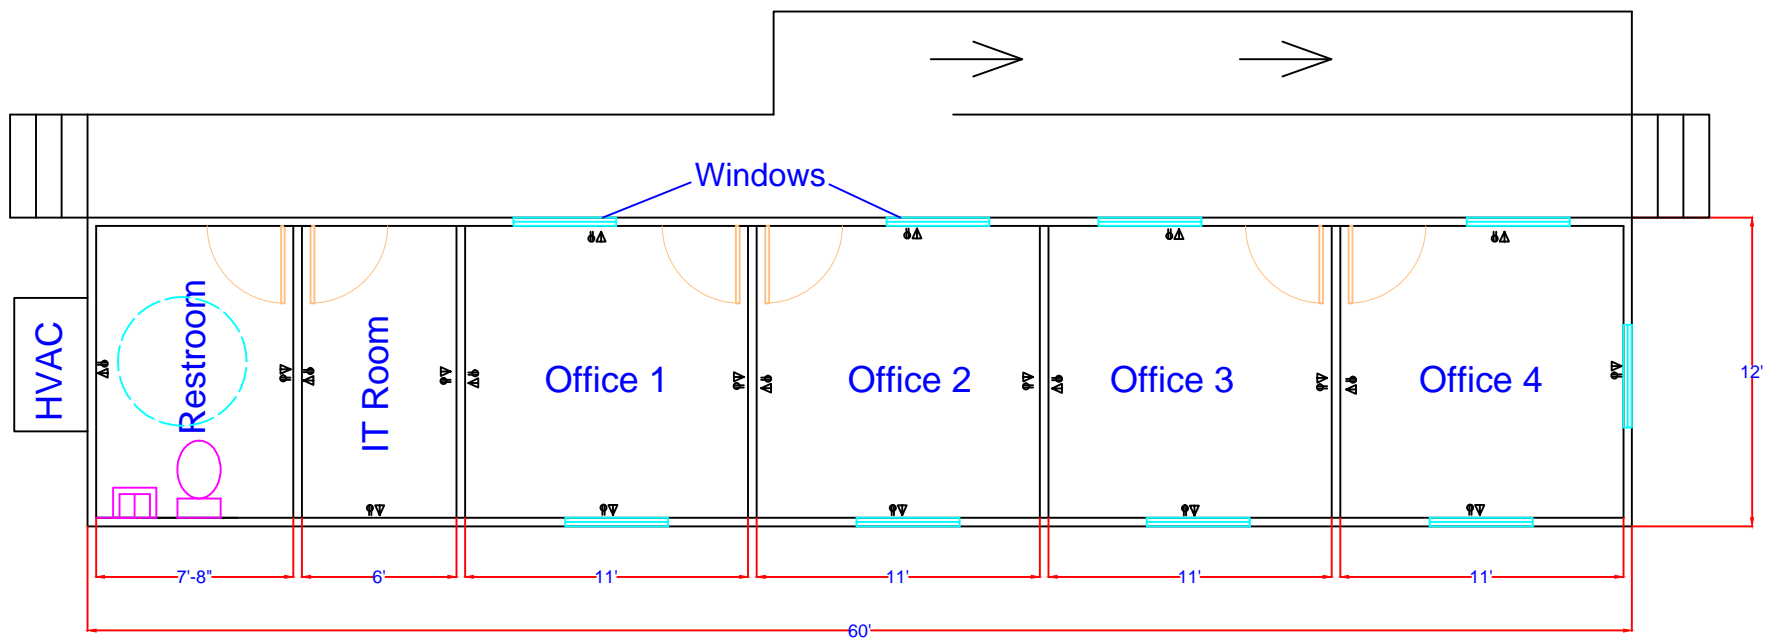 Windows
HVAC
Restroom
IT Room
Office 1
Office 2
Office 3
Office 4
12'
7'-8"
6'
11'
11'
11'
11'
60'